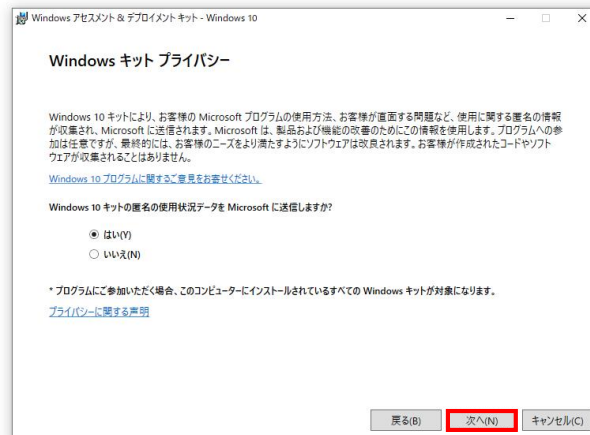 Windows アセスメント & デプロイメント キット - Windows 10
Windows キット プライバシー
Windows 10 キットにより、お客様の Microsoft プログラムの使用方法、お客様が直面する問題など、使用に関する匿名の情報
が収集され、Microsoft に送信されます。Microsoft は、製品および機能の改善のためにこの情報を使用します。プログラムへの参
加は任意ですが、最終的には、お客様のニーズをより満たすようにソフトウェアは改良されます。お客様が作成されたコードやソフト
ウェアが収集されることはありません。
Windows 10 プログラムに関するご意見をお寄せください。
Windows 10 キットの匿名の使用状況データを Microsoft に送信しますか?
はい(Y)
いいえ(N)
* プログラムにご参加いただく場合、このコンピューターにインストールされているすべての Windows キットが対象になります。
プライバシーに関する声明
戻る(B) 次へ(N) キャンセル(C)